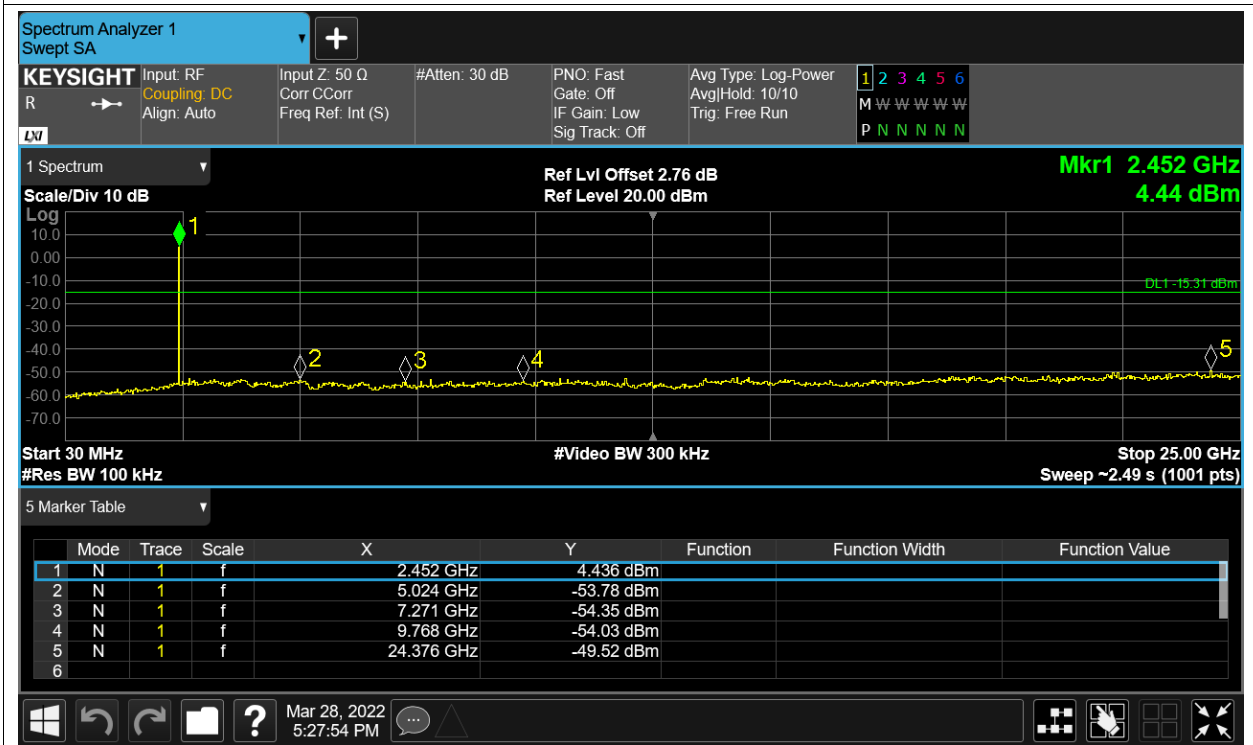 Spectrum Analyzer 1
Swept SA
KEYSIGHT
R
LXI
Input: RF
Coupling: DC
Align: Auto
Input Z: 50 Ω
Corr CCorr
Freq Ref: Int (S)
#Atten: 30 dB
PNO: Fast
Gate: Off
IF Gain: Low
Sig Track: Off
Avg Type: Log-Power
Avg|Hold: 10/10
Trig: Free Run
1 2 3 4 5 6
M W W W W W
P N N N N N
1 Spectrum
Scale/Div 10 dB
Ref Lvl Offset 2.76 dB
Ref Level 20.00 dBm
Mkr1 2.452 GHz
4.44 dBm
Log
10.0
0.00
-10.0
-20.0
-30.0
-40.0
-50.0
-60.0
-70.0
1
DL1 -15.31 dBm
2
3
4
5
Start 30 MHz
#Res BW 100 kHz
#Video BW 300 kHz
Stop 25.00 GHz
Sweep ~2.49 s (1001 pts)
5 Marker Table
Mode Trace Scale X Y Function Function Width Function Value
1 N 1 f 2.452 GHz 4.436 dBm
2 N 1 f 5.024 GHz -53.78 dBm
3 N 1 f 7.271 GHz -54.35 dBm
4 N 1 f 9.768 GHz -54.03 dBm
5 N 1 f 24.376 GHz -49.52 dBm
6
?
Mar 28, 2022
5:27:54 PM